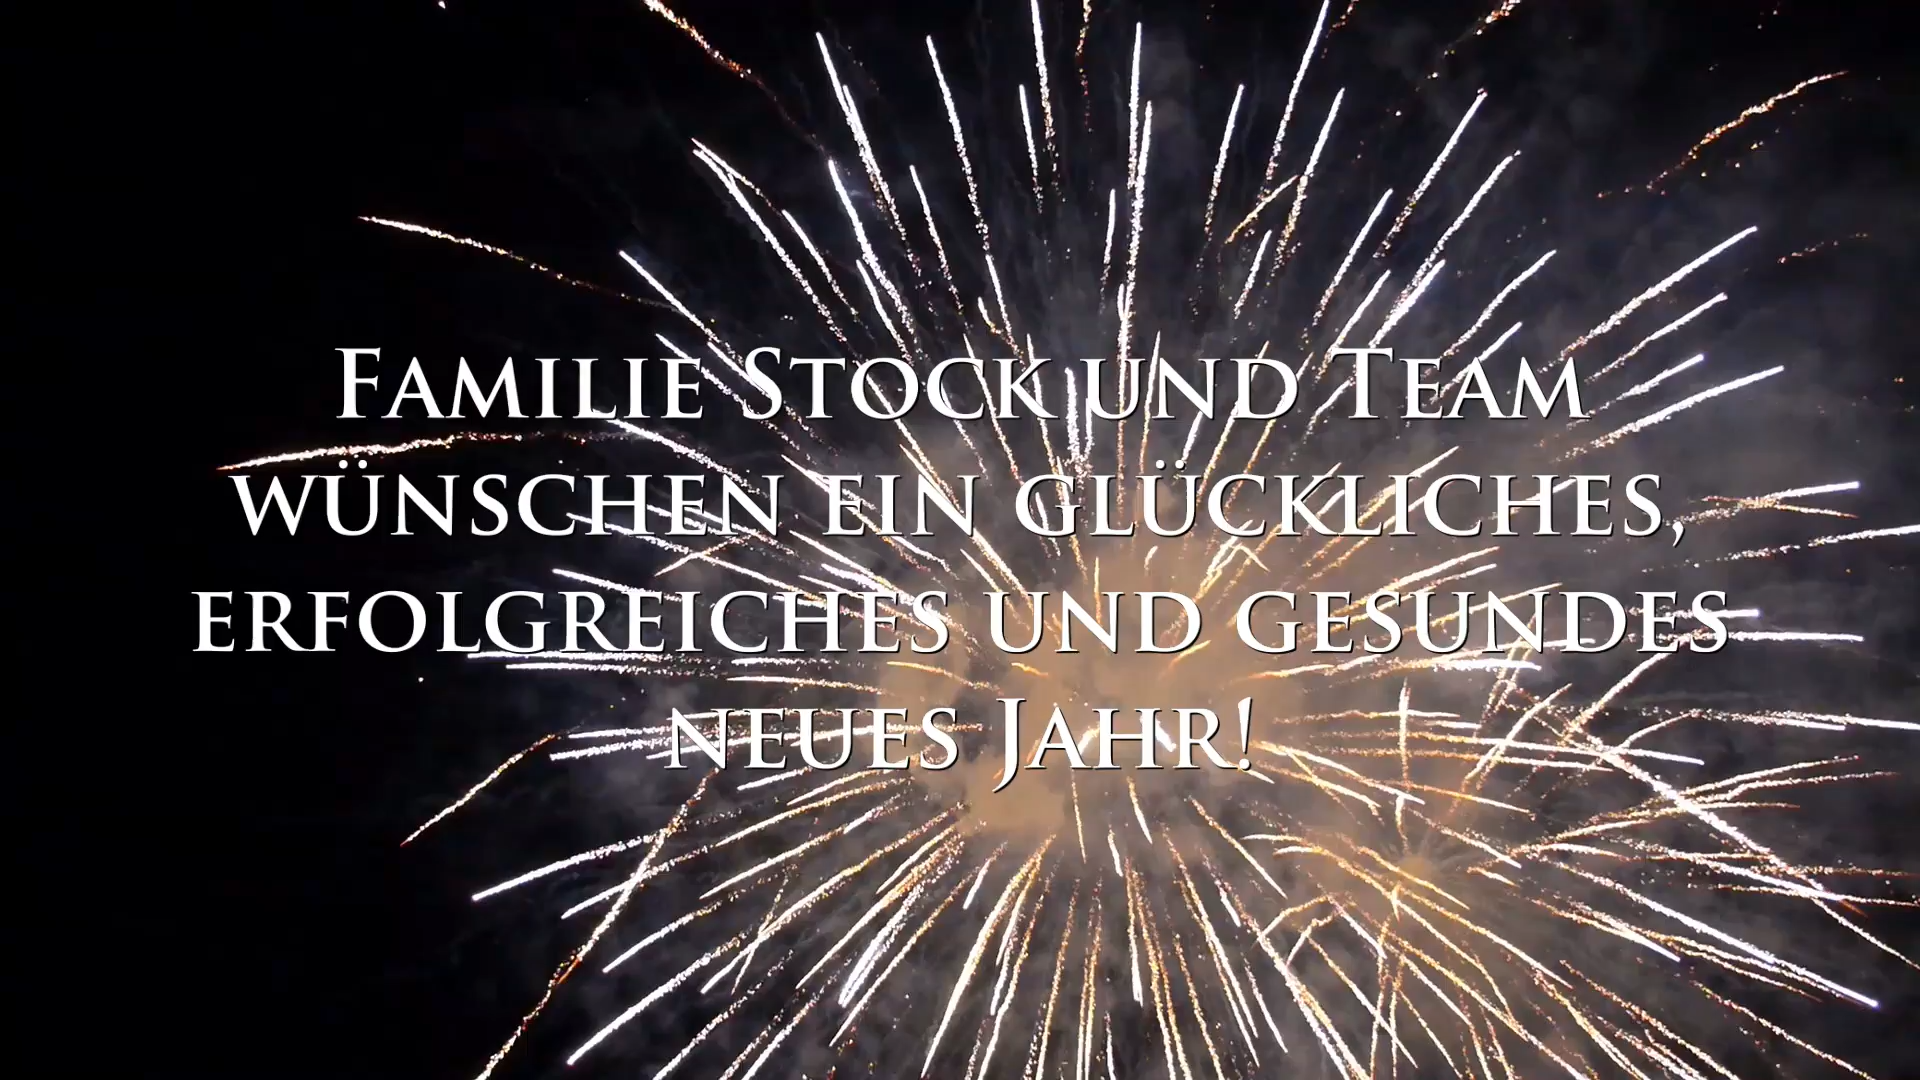 Familie Stock und Team
wünschen ein glückliches,
erfolgreiches und gesundes
neues Jahr!